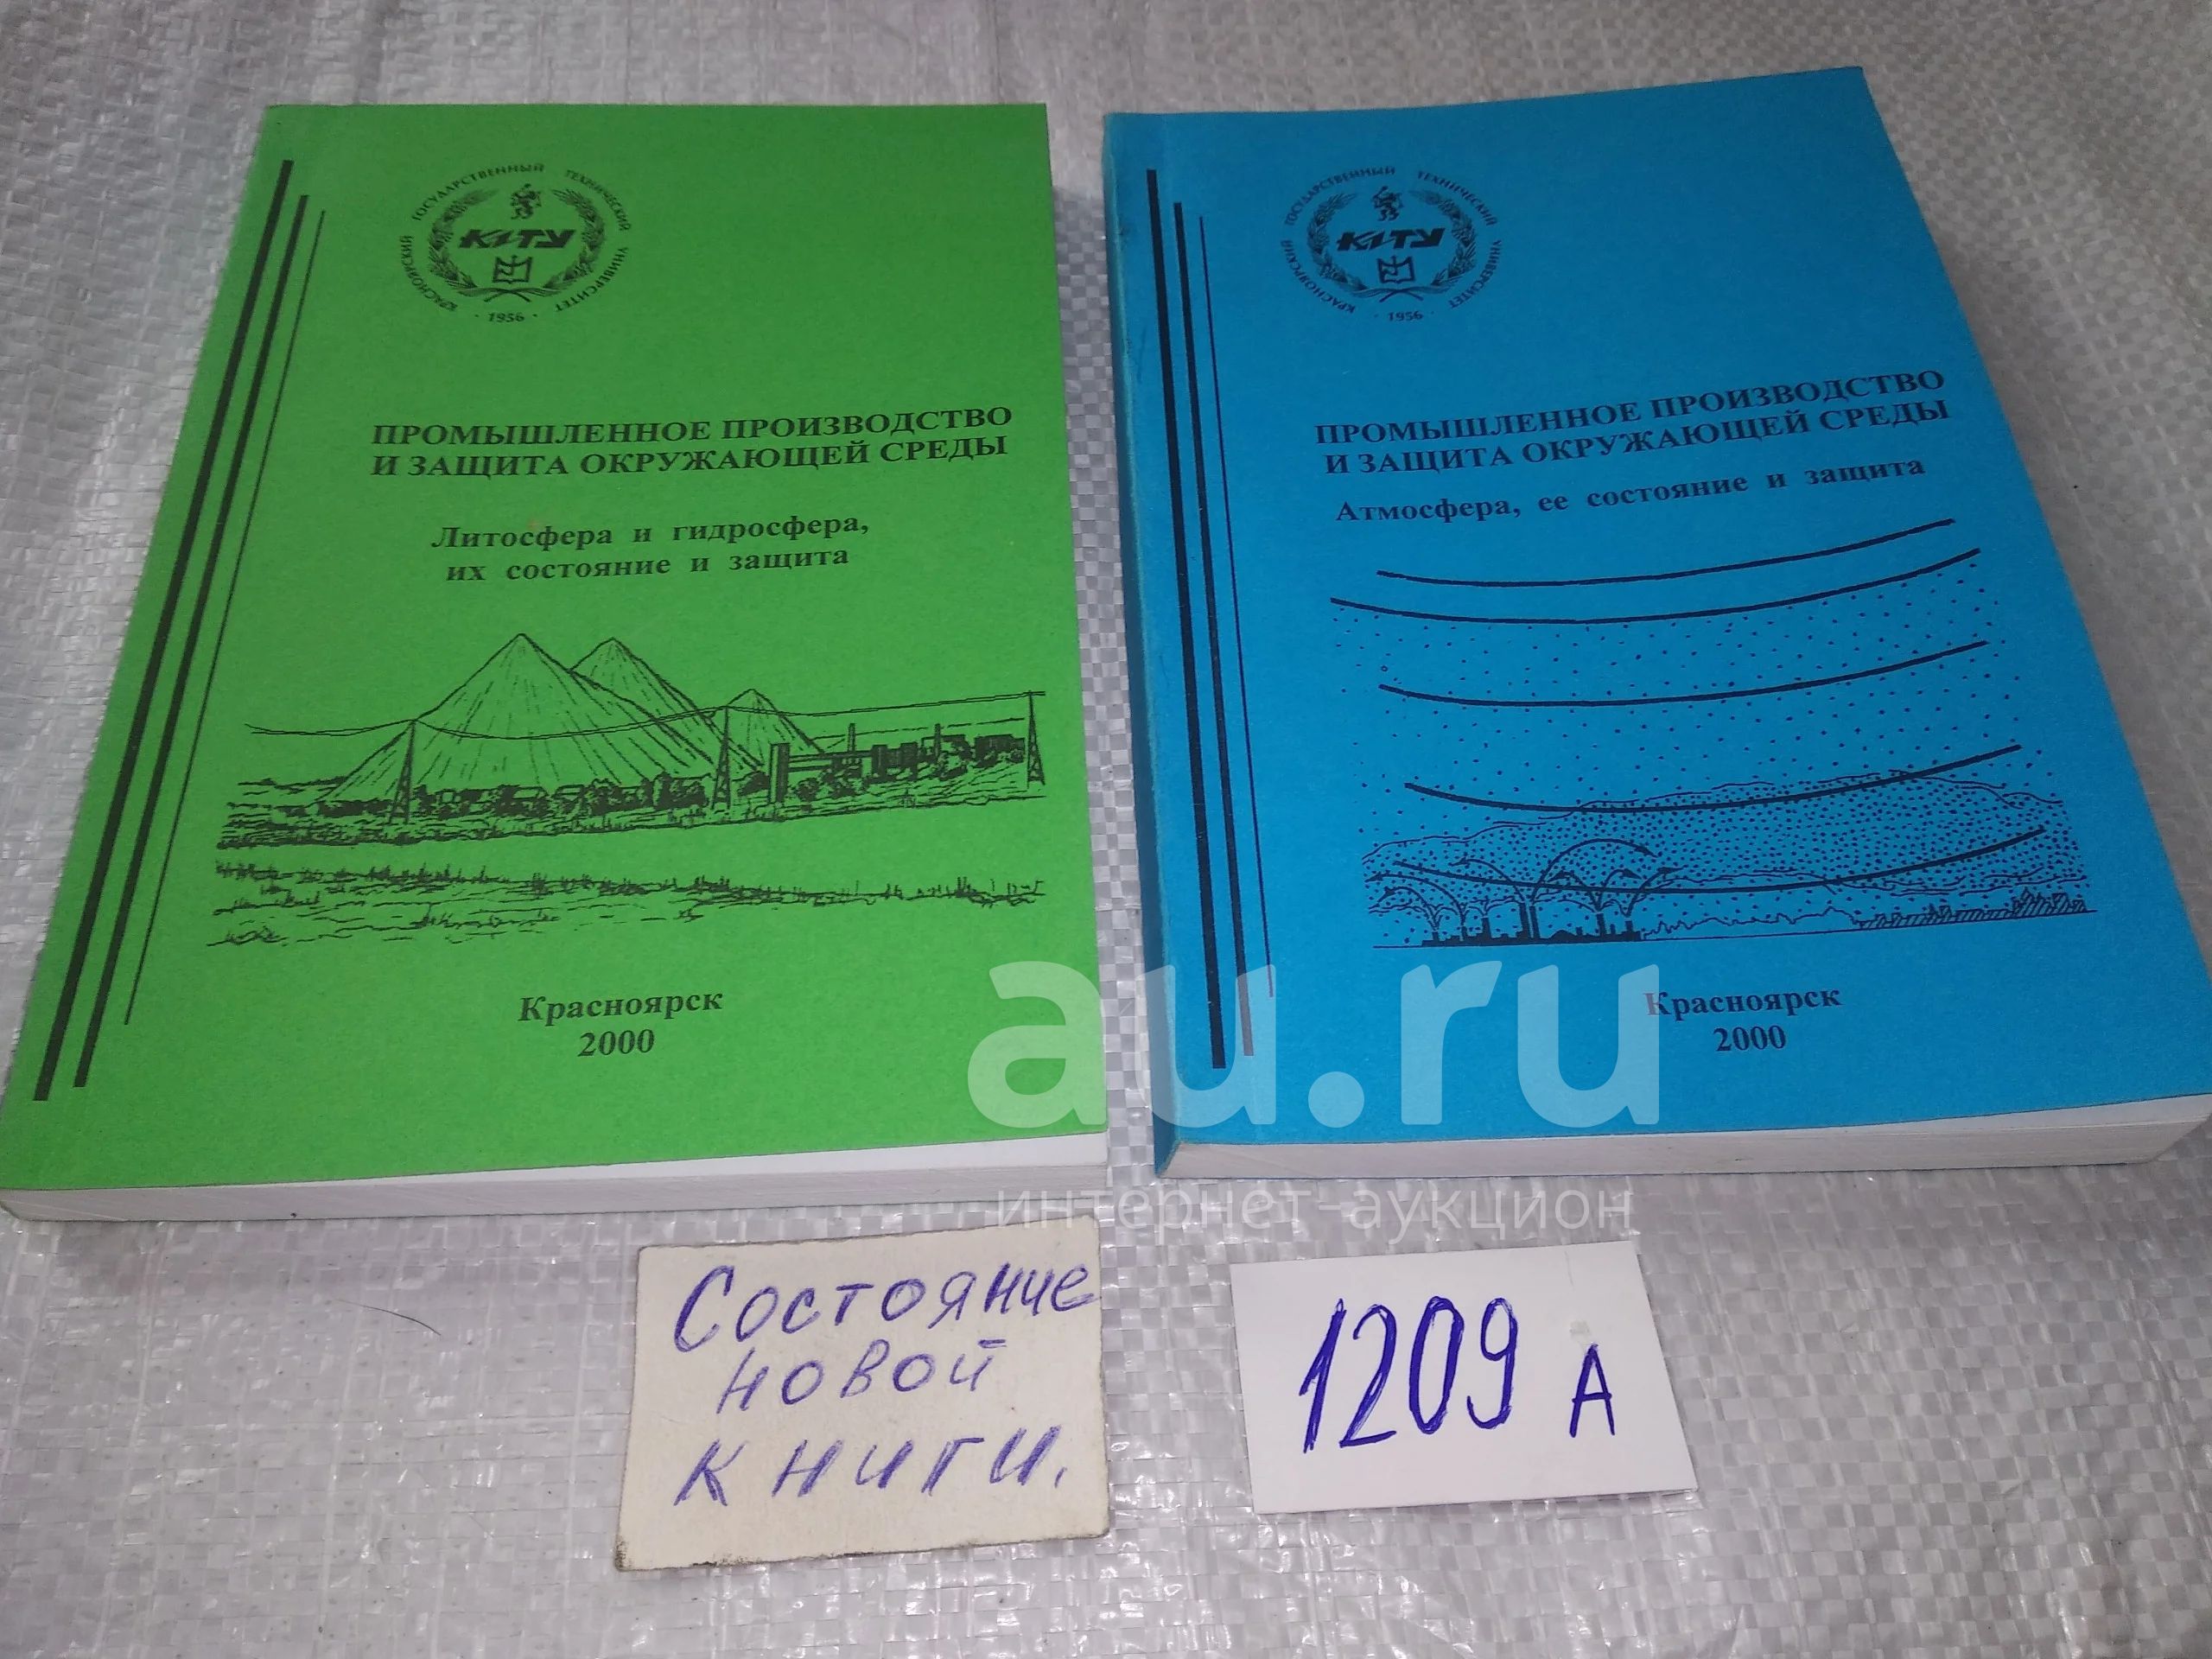 КРАСНОЯРСКИЙ ГОСУДАРСТВЕННЫЙ ТЕХНИЧЕСКИЙ УНИВЕРСИТЕТ
КГТУ
· 1956 ·
ПРОМЫШЛЕННОЕ ПРОИЗВОДСТВО
И ЗАЩИТА ОКРУЖАЮЩЕЙ СРЕДЫ
Литосфера и гидросфера,
их состояние и защита
Красноярск
2000
КРАСНОЯРСКИЙ ГОСУДАРСТВЕННЫЙ ТЕХНИЧЕСКИЙ УНИВЕРСИТЕТ
КГТУ
· 1956 ·
ПРОМЫШЛЕННОЕ ПРОИЗВОДСТВО
И ЗАЩИТА ОКРУЖАЮЩЕЙ СРЕДЫ
Атмосфера, ее состояние и защита
Красноярск
2000
au.ru
интернет-аукцион
Состояние
новой
книги.
1209 А